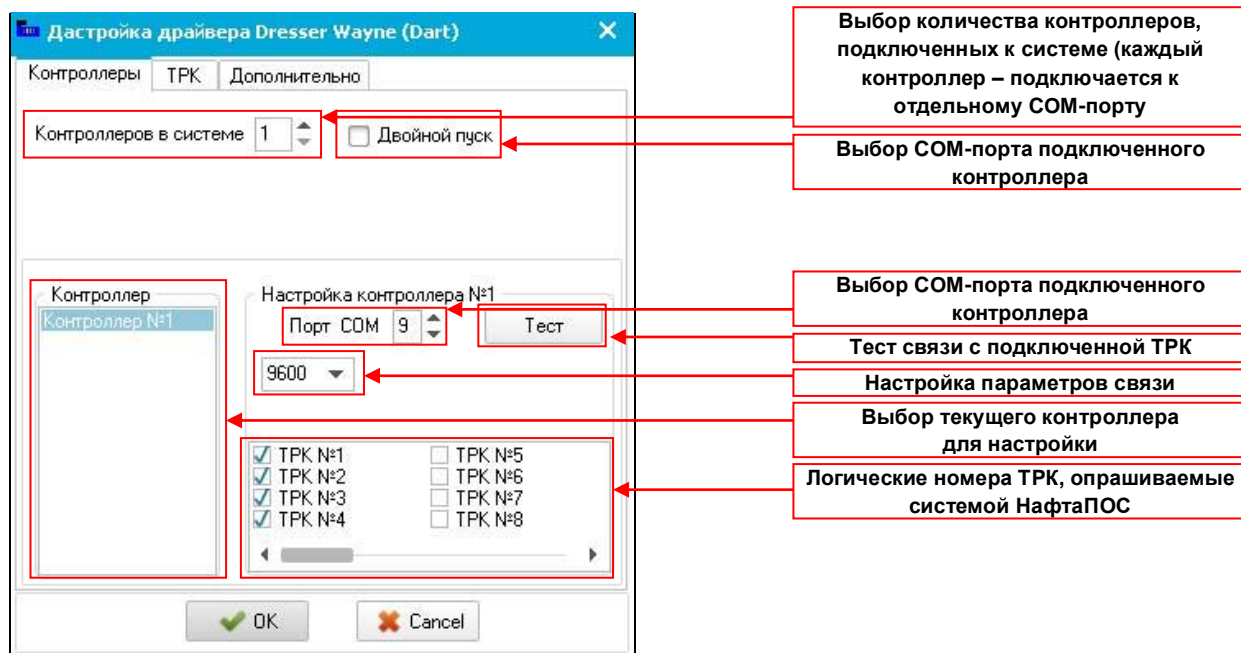 Дастройка драйвера Dresser Wayne (Dart)
Контроллеры ТРК Дополнительно
Контроллеров в системе 1
Двойной пуск
Контроллер
Контроллер №1
Настройка контроллера №1
Порт COM 9
Тест
9600
ТРК №1
ТРК №2
ТРК №3
ТРК №4
ТРК №5
ТРК №6
ТРК №7
ТРК №8
OK
Cancel
Выбор количества контроллеров,
подключенных к системе (каждый
контроллер – подключается к
отдельному COM-порту
Выбор COM-порта подключенного
контроллера
Выбор COM-порта подключенного
контроллера
Тест связи с подключенной ТРК
Настройка параметров связи
Выбор текущего контроллера
для настройки
Логические номера ТРК, опрашиваемые
системой НафтаПОС